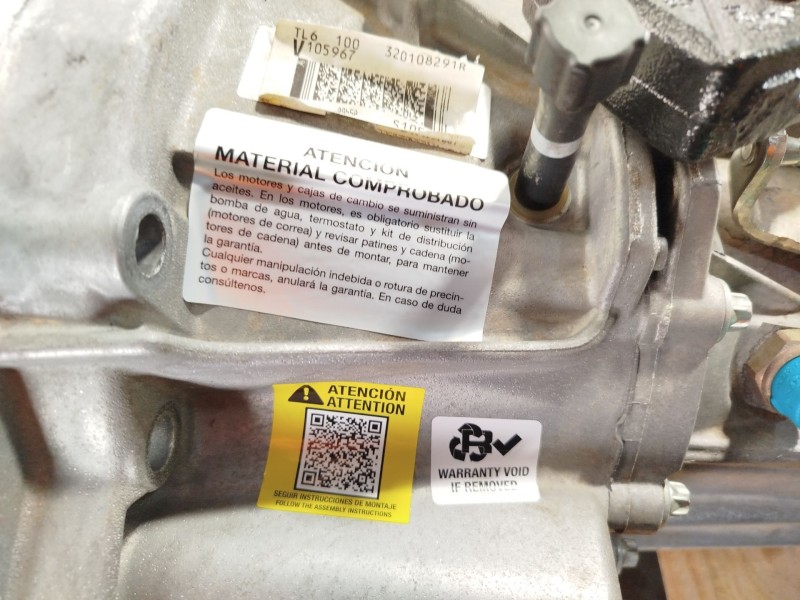 TL6 100
V105967 320108291R
ATENCIÓN
MATERIAL COMPROBADO
Los motores y cajas de cambio se suministran sin
aceites. En los motores, es obligatorio sustituir la
bomba de agua, termostato y kit de distribución
(motores de correa) y revisar patines y cadena (mo-
tores de cadena) antes de montar, para mantener
la garantía.
Cualquier manipulación indebida o rotura de precin-
tos o marcas, anulará la garantía. En caso de duda
consúltenos.
ATENCIÓN
ATTENTION
SEGUIR INSTRUCCIONES DE MONTAJE
FOLLOW THE ASSEMBLY INSTRUCTIONS
WARRANTY VOID
IF REMOVED